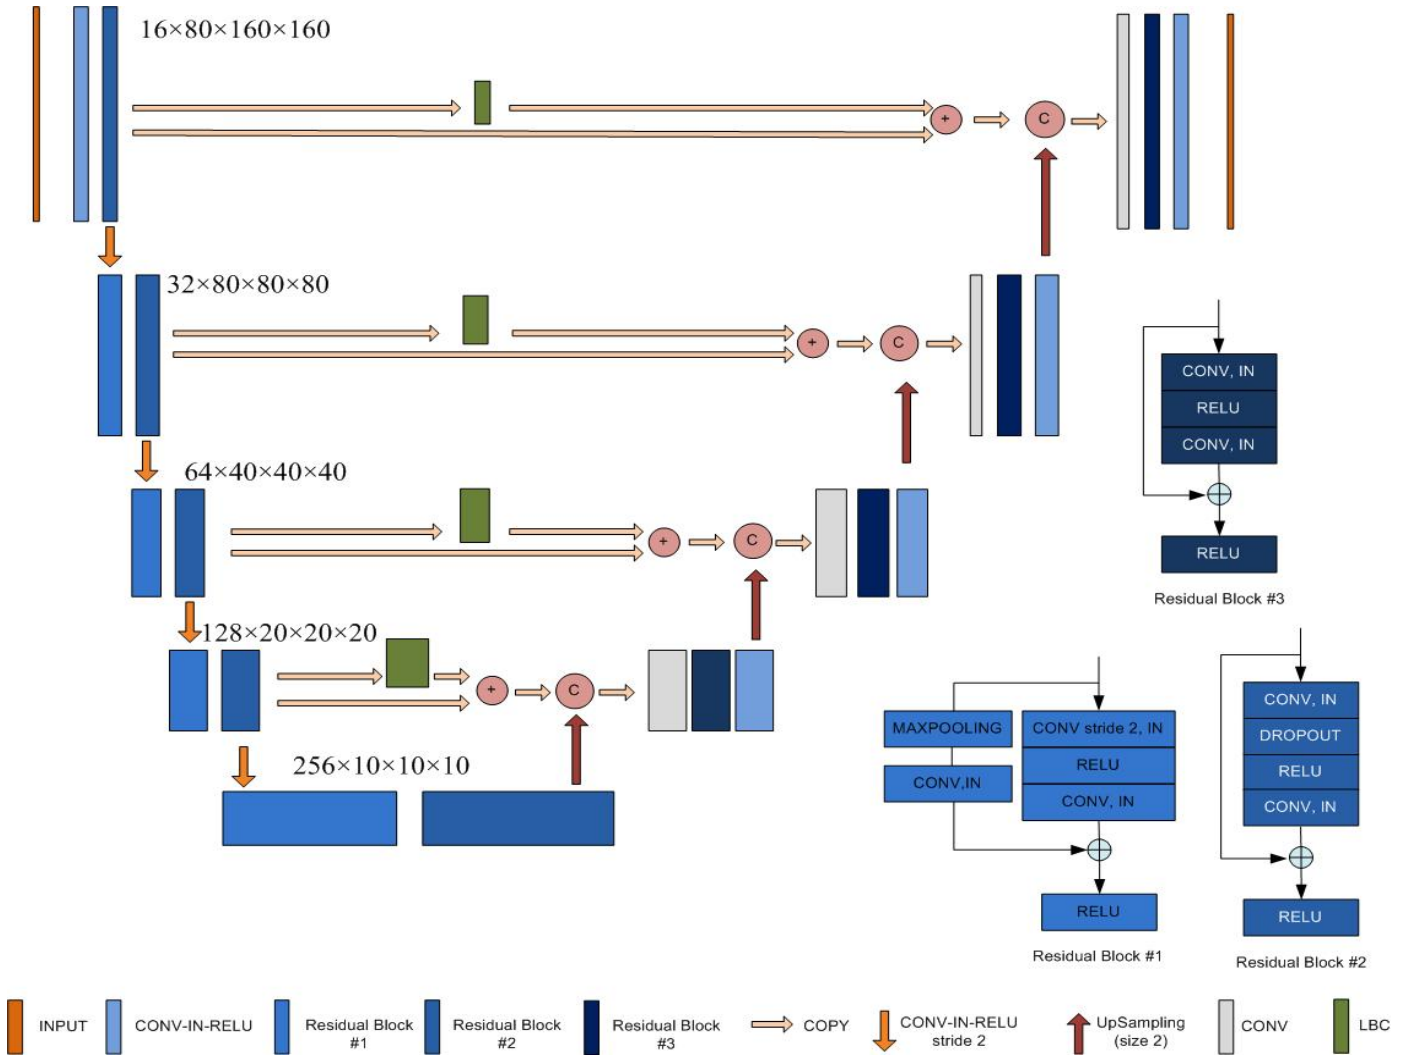 16×80×160×160
+
C
32×80×80×80
+
C
64×40×40×40
+
C
128×20×20×20
+
C
256×10×10×10
CONV, IN
RELU
CONV, IN
RELU
Residual Block #3
MAXPOOLING
CONV,IN
CONV stride 2, IN
RELU
CONV, IN
RELU
Residual Block #1
CONV, IN
DROPOUT
RELU
CONV, IN
RELU
Residual Block #2
INPUT
CONV-IN-RELU
Residual Block
#1
Residual Block
#2
Residual Block
#3
COPY
CONV-IN-RELU
stride 2
UpSampling
(size 2)
CONV
LBC